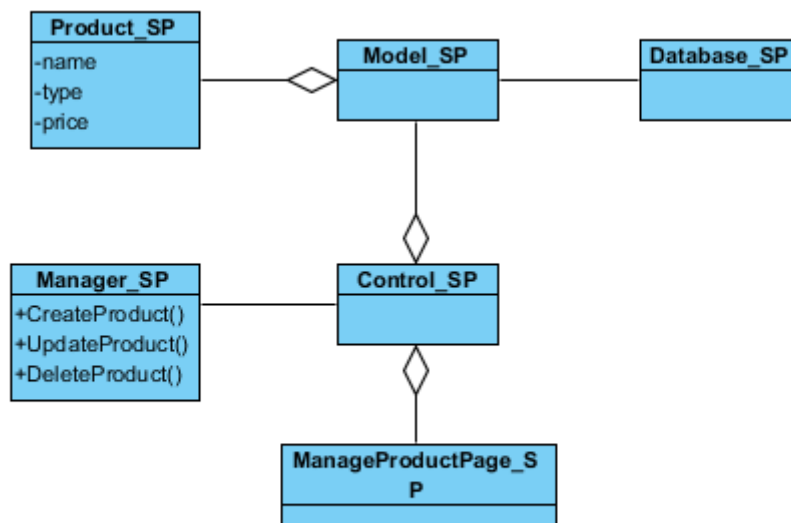 Product_SP
-name
-type
-price
Model_SP
Database_SP
Manager_SP
+CreateProduct()
+UpdateProduct()
+DeleteProduct()
Control_SP
ManageProductPage_S
P